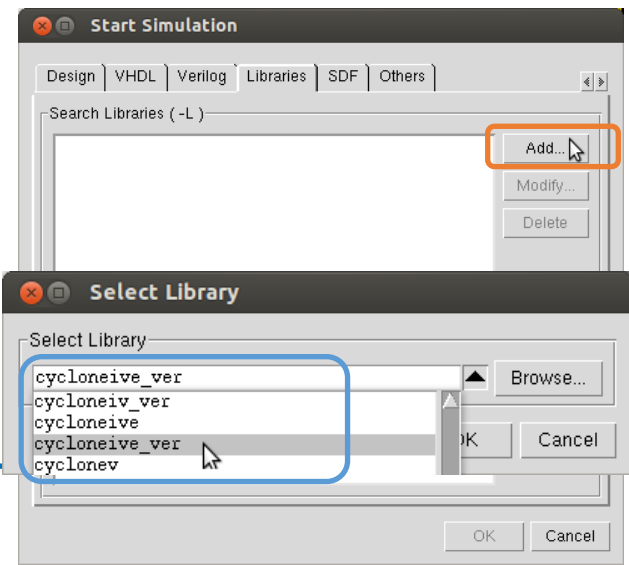 Start Simulation
Design VHDL Verilog Libraries SDF Others
Search Libraries ( -L )
Add...
Modify...
Delete
Select Library
Select Library
cycloneive_ver
Browse...
cycloneiv_ver
cycloneive
cycloneive_ver
cyclonev
Cancel
OK Cancel